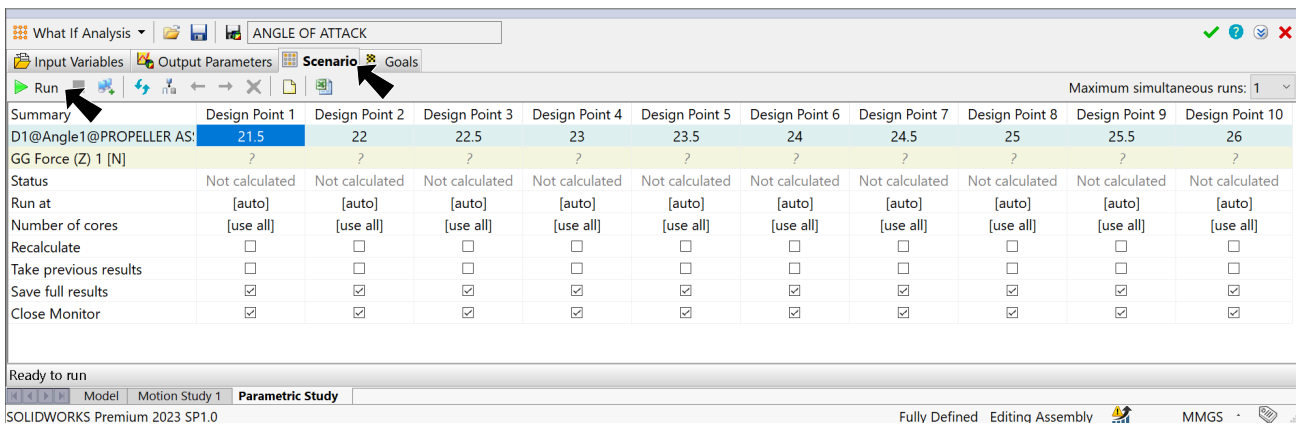 What If Analysis ANGLE OF ATTACK
Input Variables Output Parameters Scenario Goals
Run Maximum simultaneous runs: 1
Summary Design Point 1 Design Point 2 Design Point 3 Design Point 4 Design Point 5 Design Point 6 Design Point 7 Design Point 8 Design Point 9 Design Point 10
D1@Angle1@PROPELLER AS 21.5 22 22.5 23 23.5 24 24.5 25 25.5 26
GG Force (Z) 1 [N] ? ? ? ? ? ? ? ? ? ?
Status Not calculated Not calculated Not calculated Not calculated Not calculated Not calculated Not calculated Not calculated Not calculated Not calculated
Run at [auto] [auto] [auto] [auto] [auto] [auto] [auto] [auto] [auto] [auto]
Number of cores [use all] [use all] [use all] [use all] [use all] [use all] [use all] [use all] [use all] [use all]
Recalculate
Take previous results
Save full results
Close Monitor
Ready to run
Model Motion Study 1 Parametric Study
SOLIDWORKS Premium 2023 SP1.0 Fully Defined Editing Assembly MMGS -